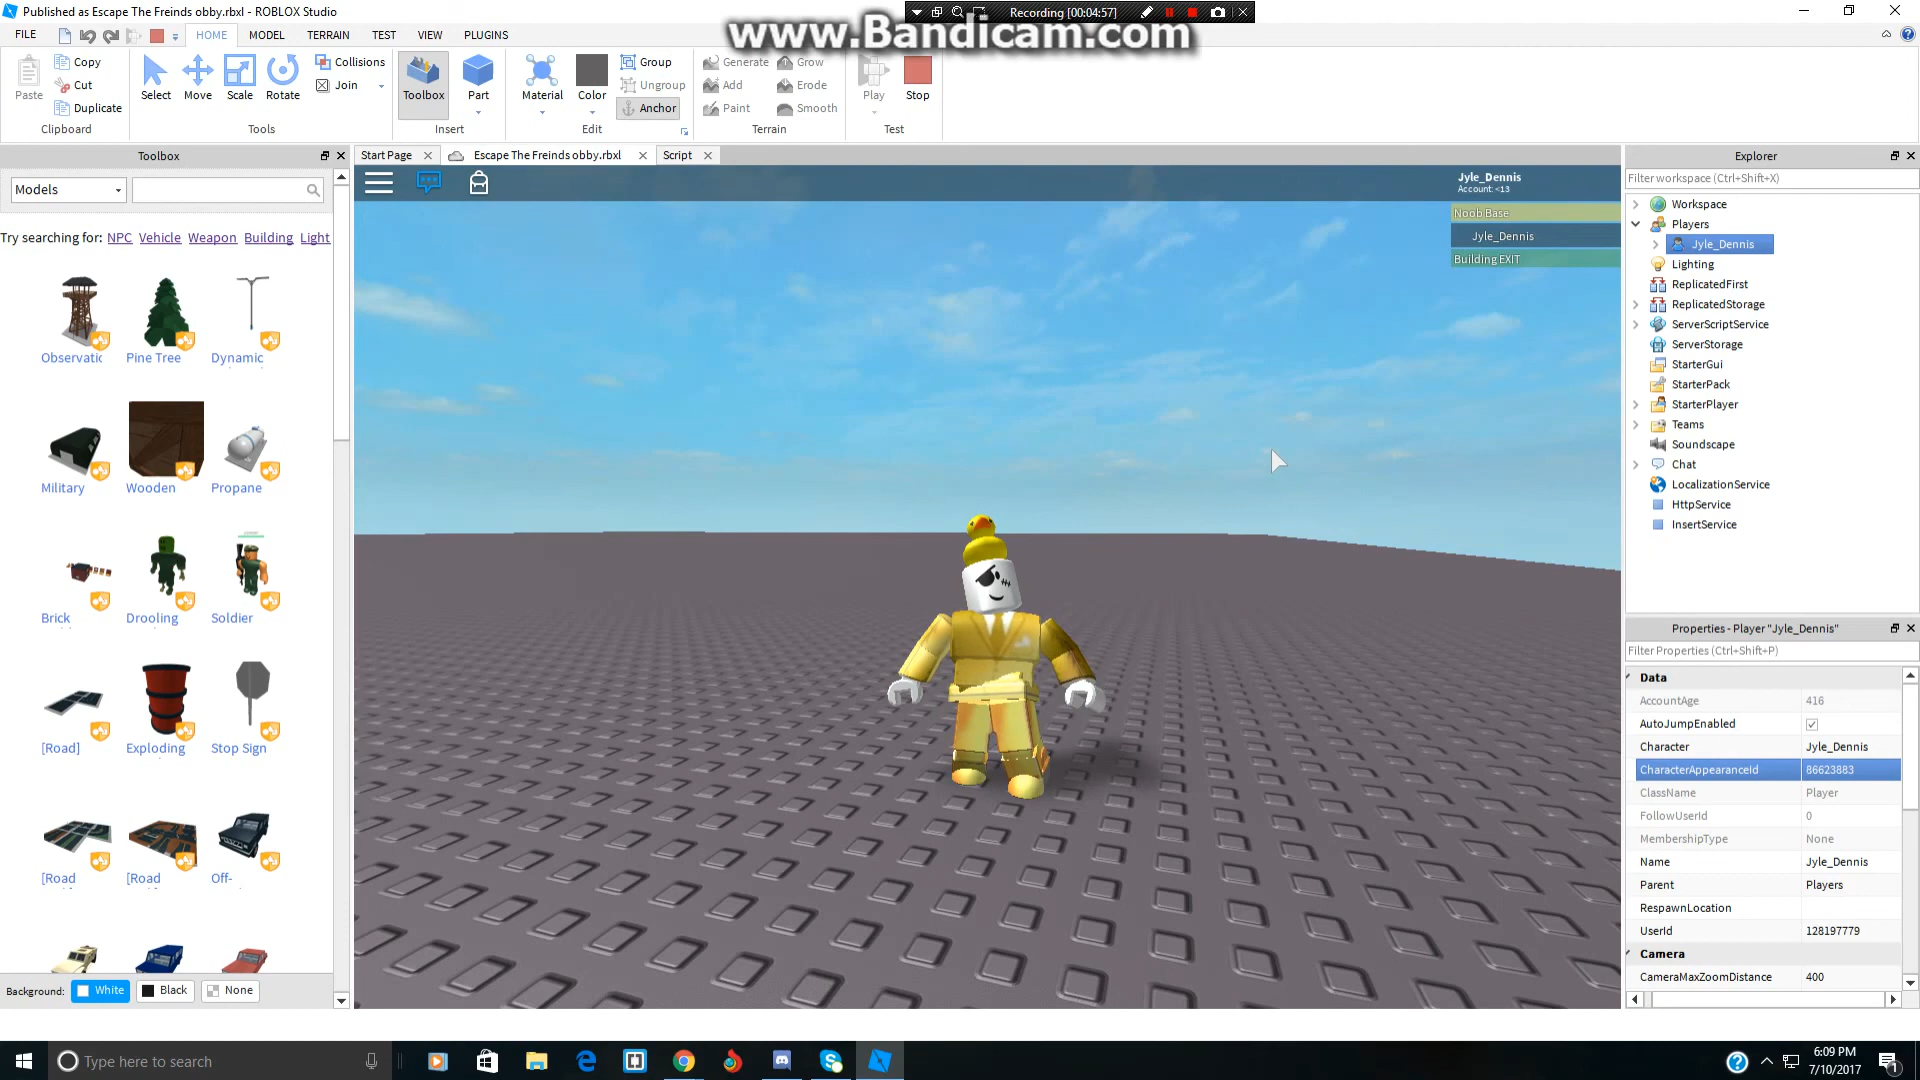 Published as Escape The Freinds obby.rbxl - ROBLOX Studio
Recording [00:04:57]
www.Bandicam.com
FILE HOME MODEL TERRAIN TEST VIEW PLUGINS
Paste Copy Cut Duplicate
Select Move Scale Rotate Collisions Join
Toolbox Part
Material Color Group Ungroup Anchor
Generate Add Paint Grow Erode Smooth
Play Stop
Clipboard Tools Insert Edit Terrain Test
Toolbox
Models
Try searching for: NPC Vehicle Weapon Building Light
Observatic Pine Tree Dynamic
Military Wooden Propane
Brick Drooling Soldier
[Road] Exploding Stop Sign
[Road [Road Off-
Background: White Black None
Start Page Escape The Freinds obby.rbxl Script
Jyle_Dennis
Account: <13
Noob Base
Jyle_Dennis
Building EXIT
Explorer
Filter workspace (Ctrl+Shift+X)
Workspace
Players
Jyle_Dennis
Lighting
ReplicatedFirst
ReplicatedStorage
ServerScriptService
ServerStorage
StarterGui
StarterPack
StarterPlayer
Teams
Soundscape
Chat
LocalizationService
HttpService
InsertService
Properties - Player "Jyle_Dennis"
Filter Properties (Ctrl+Shift+P)
Data
AccountAge 416
AutoJumpEnabled
Character Jyle_Dennis
CharacterAppearanceId 86623883
ClassName Player
FollowUserId 0
MembershipType None
Name Jyle_Dennis
Parent Players
RespawnLocation
UserId 128197779
Camera
CameraMaxZoomDistance 400
Type here to search
6:09 PM
7/10/2017
1